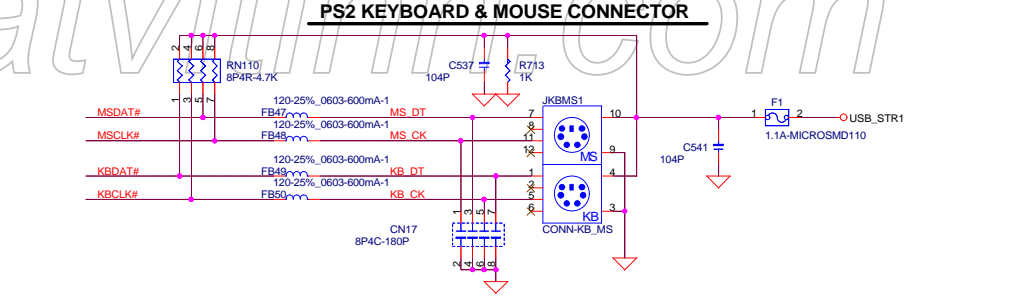 PS2 KEYBOARD & MOUSE CONNECTOR
2 4 6 8
RN110
8P4R-4.7K
1 3 5 7
C537
104P
R713
1K
JKBMS1
120-25%_0603-600mA-1
MSDAT# FB47 MS_DT 7 10
8
120-25%_0603-600mA-1
MSCLK# FB48 MS_CK 11
12 9
MS
120-25%_0603-600mA-1
KBDAT# FB49 KB_DT 1 4
2
120-25%_0603-600mA-1
KBCLK# FB50 KB_CK 5
6 3
KB
CONN-KB_MS
1 3 5 7
CN17
8P4C-180P
2 4 6 8
F1
1 2 USB_STR1
1.1A-MICROSMD110
C541
104P